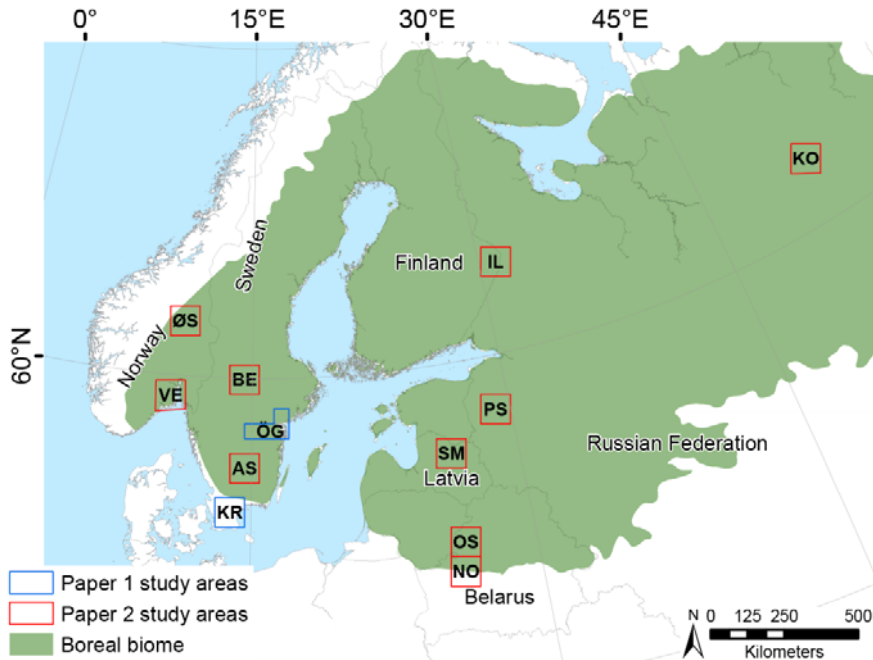 0° 15°E 30°E 45°E
KO
Sweden
Finland
IL
ØS
Norway
60°N
BE
VE
PS
ÖG
Russian Federation
SM
AS
Latvia
KR
OS
NO
Belarus
Paper 1 study areas
Paper 2 study areas
Boreal biome
N
0 125 250 500
Kilometers